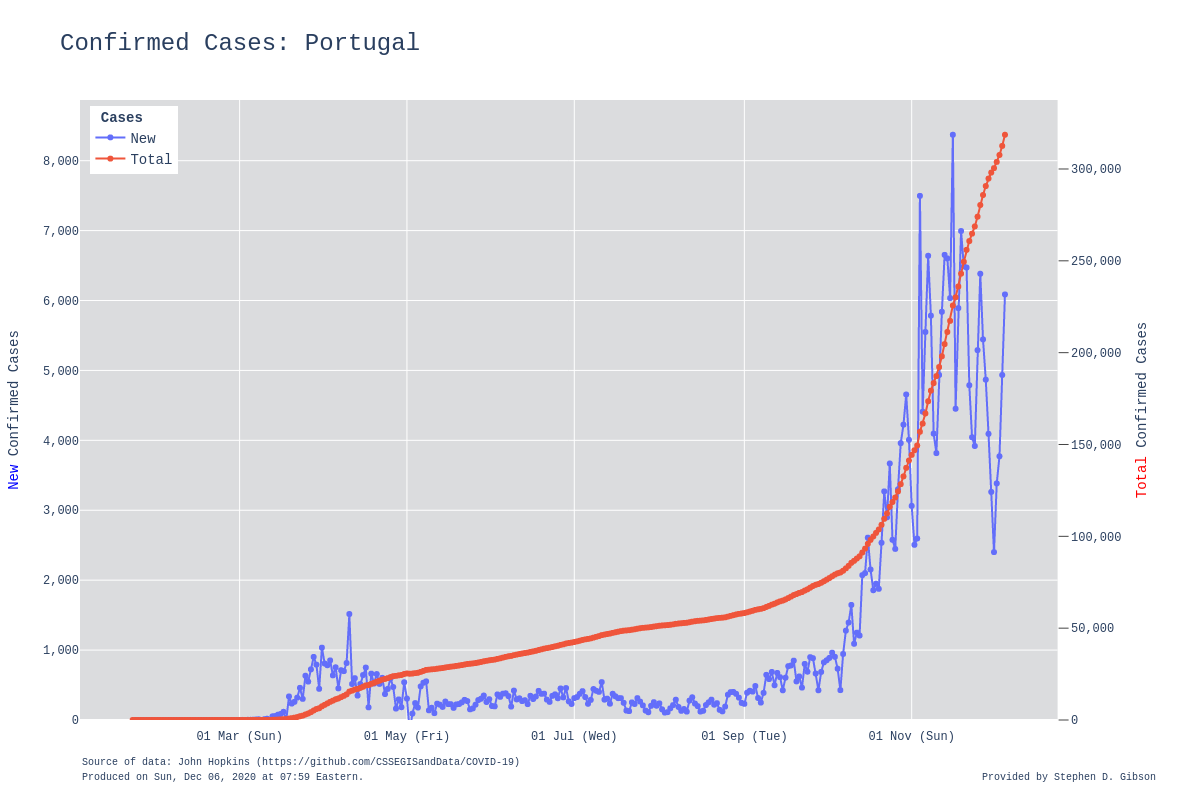 Confirmed Cases: Portugal
Cases
New
Total
8,000
7,000
6,000
5,000
4,000
3,000
2,000
1,000
0
New Confirmed Cases
300,000
250,000
200,000
150,000
100,000
50,000
0
Total Confirmed Cases
01 Mar (Sun) 01 May (Fri) 01 Jul (Wed) 01 Sep (Tue) 01 Nov (Sun)
Source of data: John Hopkins (https://github.com/CSSEGISandData/COVID-19)
Produced on Sun, Dec 06, 2020 at 07:59 Eastern.
Provided by Stephen D. Gibson